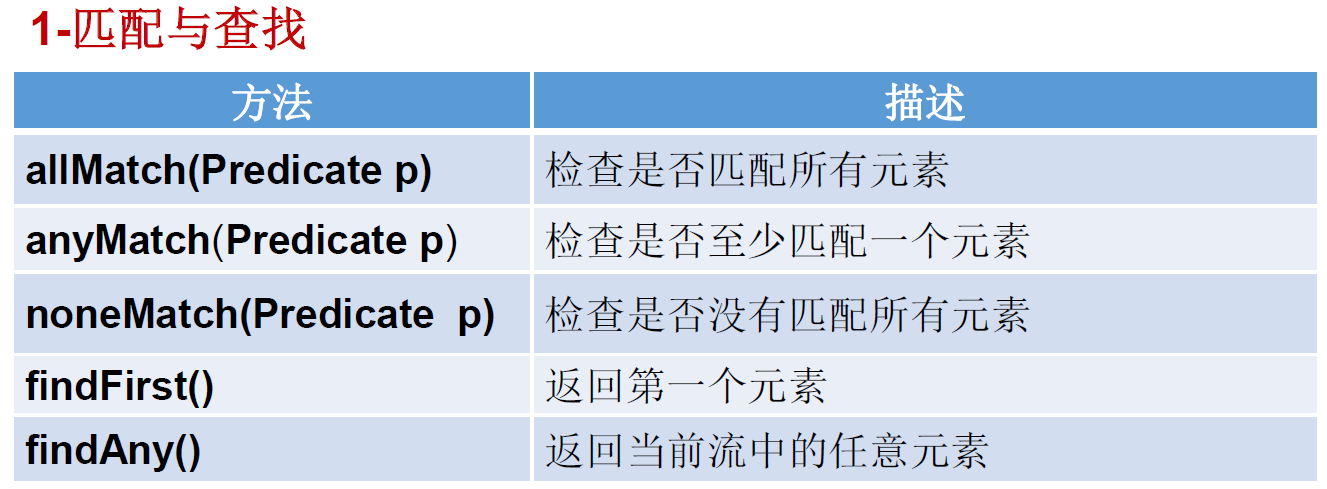 1-匹配与查找
方法 描述
allMatch(Predicate p) 检查是否匹配所有元素
anyMatch(Predicate p) 检查是否至少匹配一个元素
noneMatch(Predicate  p) 检查是否没有匹配所有元素
findFirst() 返回第一个元素
findAny() 返回当前流中的任意元素